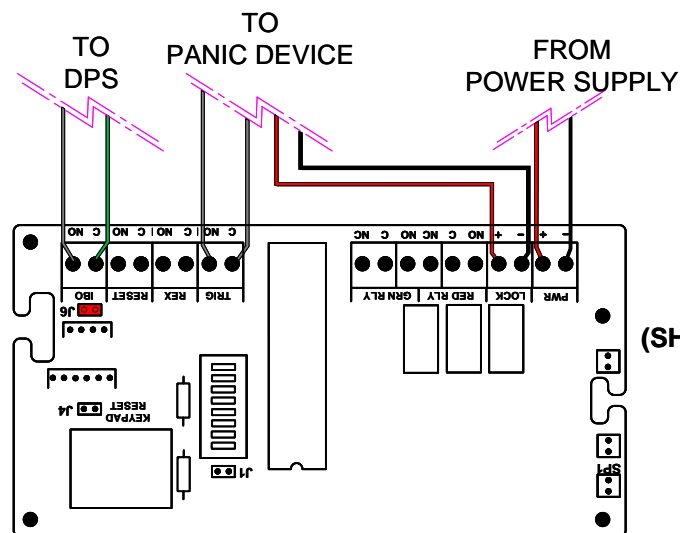 TO
DPS
TO
PANIC DEVICE
FROM
POWER SUPPLY
NO C NO C NO C NO C
NC C NO NC C NO + - + -
IBO RESET REX TRIG
GRN RLY RED RLY LOCK PWR
J6
(SH
J4
KEYPAD
RESET
J1
SP1